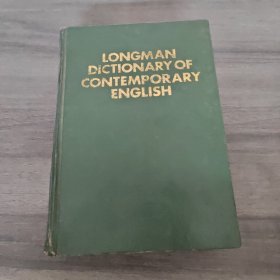 LONGMAN
DICTIONARY OF
CONTEMPORARY
ENGLISH